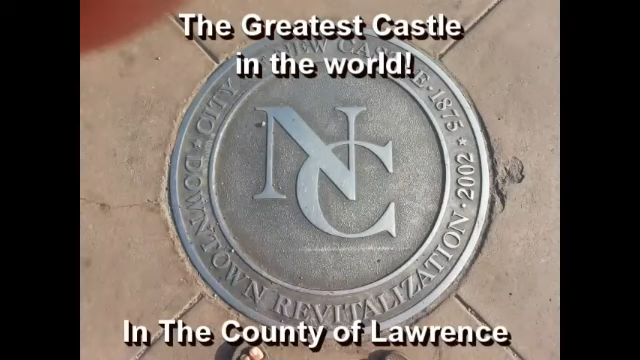 The Greatest Castle
in the world!
CITY OF NEW CASTLE · 1875 ★ 2002
NC
DOWNTOWN REVITALIZATION
In The County of Lawrence